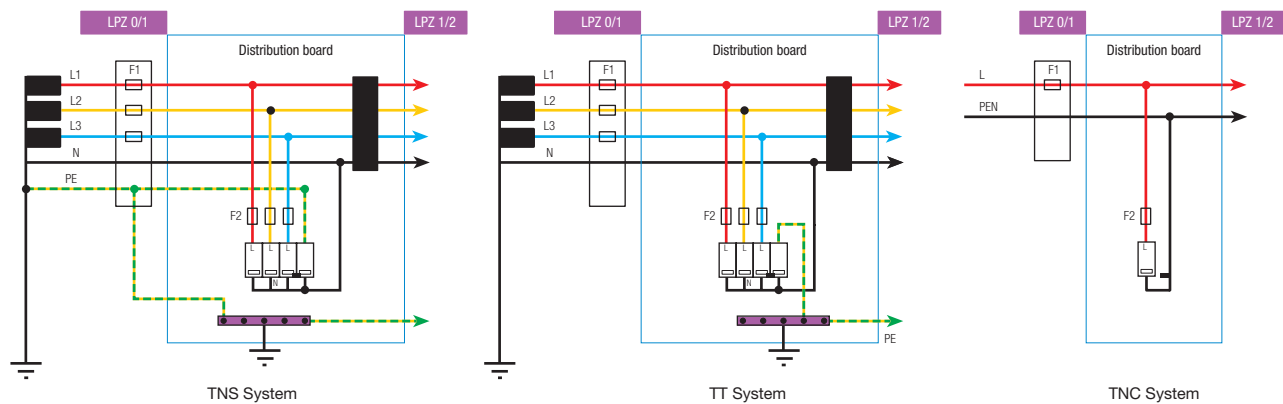 LPZ 0/1
LPZ 1/2
Distribution board
F1
L1
L2
L3
N
PE
F2
L L L
N
TNS System
LPZ 0/1
LPZ 1/2
Distribution board
F1
L1
L2
L3
N
F2
L L L
N
PE
TT System
LPZ 0/1
LPZ 1/2
Distribution board
F1
L
PEN
F2
L
TNC System